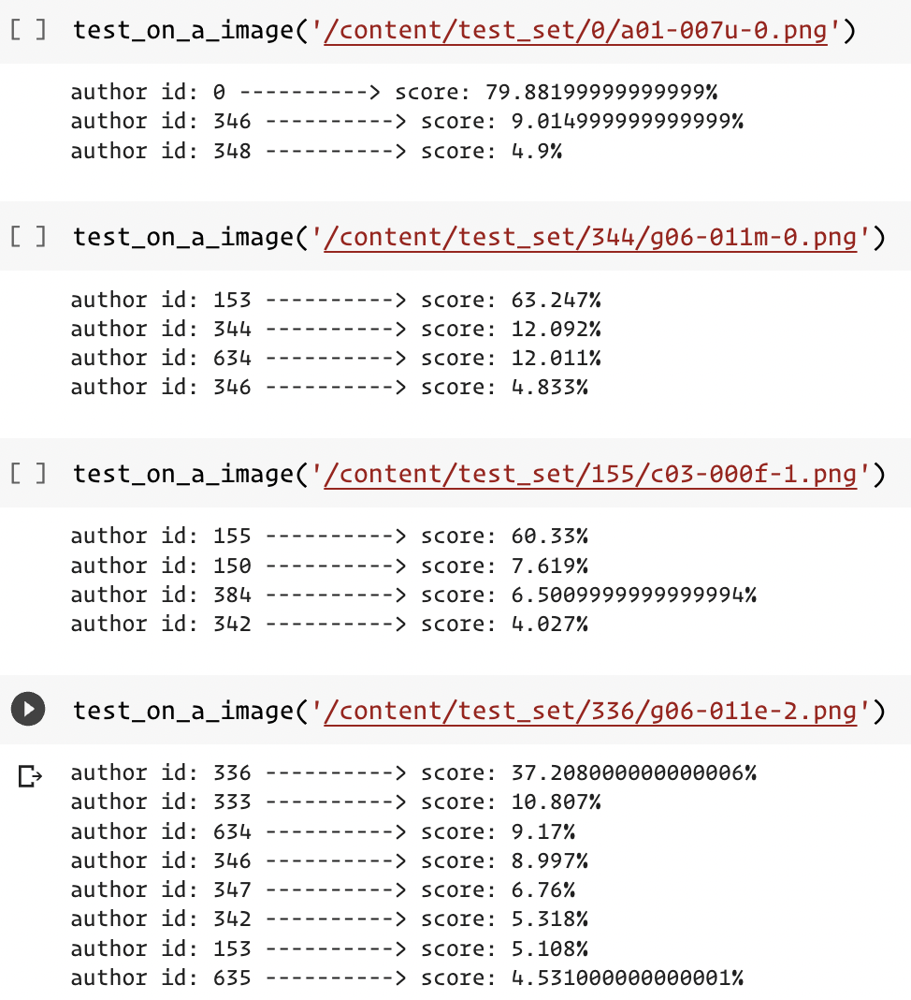 [ ] test_on_a_image('/content/test_set/0/a01-007u-0.png')
author id: 0 ----------> score: 79.88199999999999%
author id: 346 ----------> score: 9.014999999999999%
author id: 348 ----------> score: 4.9%
[ ] test_on_a_image('/content/test_set/344/g06-011m-0.png')
author id: 153 ----------> score: 63.247%
author id: 344 ----------> score: 12.092%
author id: 634 ----------> score: 12.011%
author id: 346 ----------> score: 4.833%
[ ] test_on_a_image('/content/test_set/155/c03-000f-1.png')
author id: 155 ----------> score: 60.33%
author id: 150 ----------> score: 7.619%
author id: 384 ----------> score: 6.5009999999999994%
author id: 342 ----------> score: 4.027%
test_on_a_image('/content/test_set/336/g06-011e-2.png')
author id: 336 ----------> score: 37.208000000000006%
author id: 333 ----------> score: 10.807%
author id: 634 ----------> score: 9.17%
author id: 346 ----------> score: 8.997%
author id: 347 ----------> score: 6.76%
author id: 342 ----------> score: 5.318%
author id: 153 ----------> score: 5.108%
author id: 635 ----------> score: 4.531000000000001%